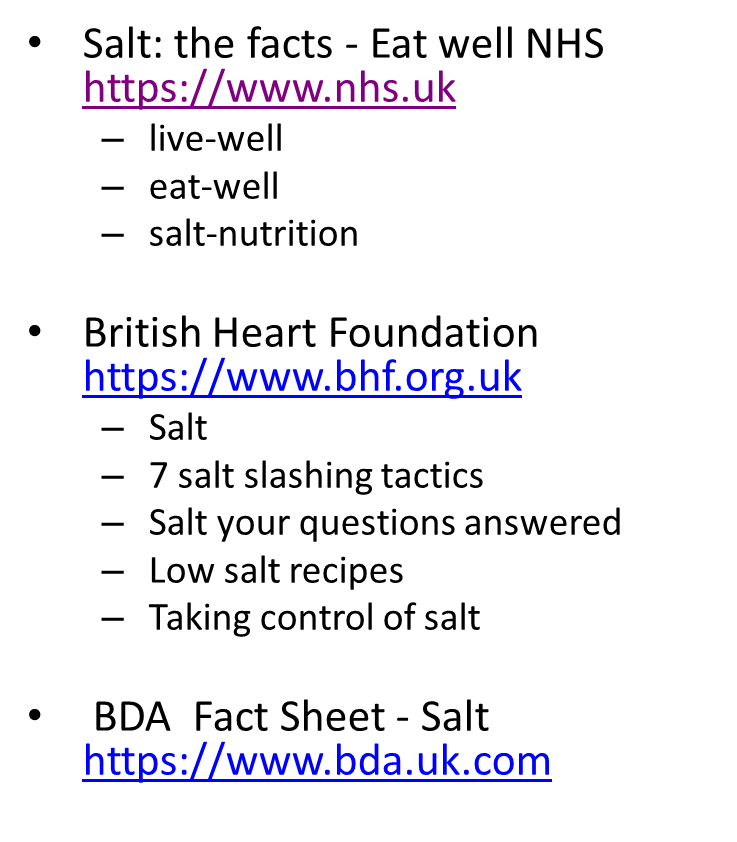 • Salt: the facts - Eat well NHS
https://www.nhs.uk
– live-well
– eat-well
– salt-nutrition
• British Heart Foundation
https://www.bhf.org.uk
– Salt
– 7 salt slashing tactics
– Salt your questions answered
– Low salt recipes
– Taking control of salt
• BDA  Fact Sheet - Salt
https://www.bda.uk.com